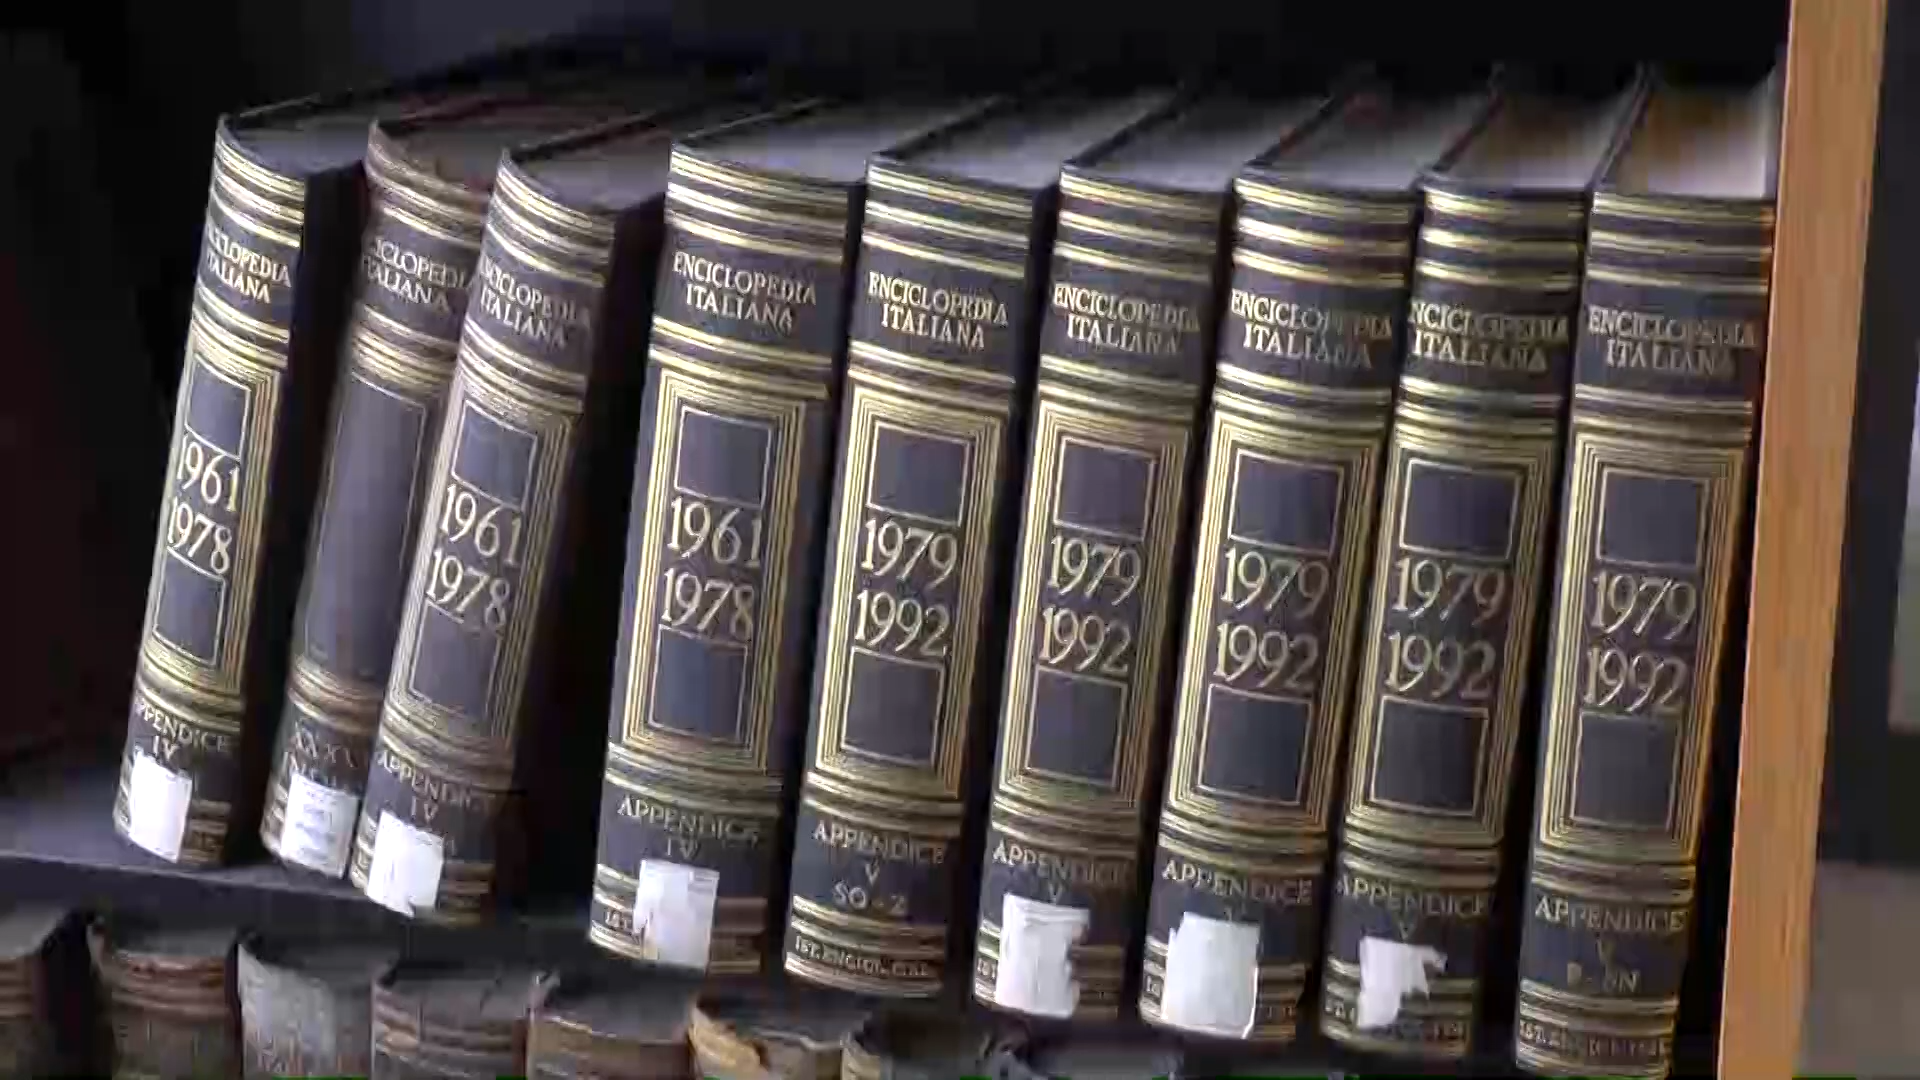 ENCICLOPEDIA
ITALIANA
1961
1978
APPENDICE
IV
ENCICLOPEDIA
ITALIANA
ENCICLOPEDIA
ITALIANA
1961
1978
APPENDICE
IV
ENCICLOPEDIA
ITALIANA
1961
1978
APPENDICE
IV
IST.
ENCICLOPEDIA
ITALIANA
1979
1992
APPENDICE
V
SO-Z
IST. ENCICL. ITAL.
ENCICLOPEDIA
ITALIANA
1979
1992
APPENDICE
V
ENCICLOPEDIA
ITALIANA
1979
1992
APPENDICE
ENCICLOPEDIA
ITALIANA
1979
1992
APPENDICE
V
ENCICLOPEDIA
ITALIANA
1979
1992
APPENDICE
V